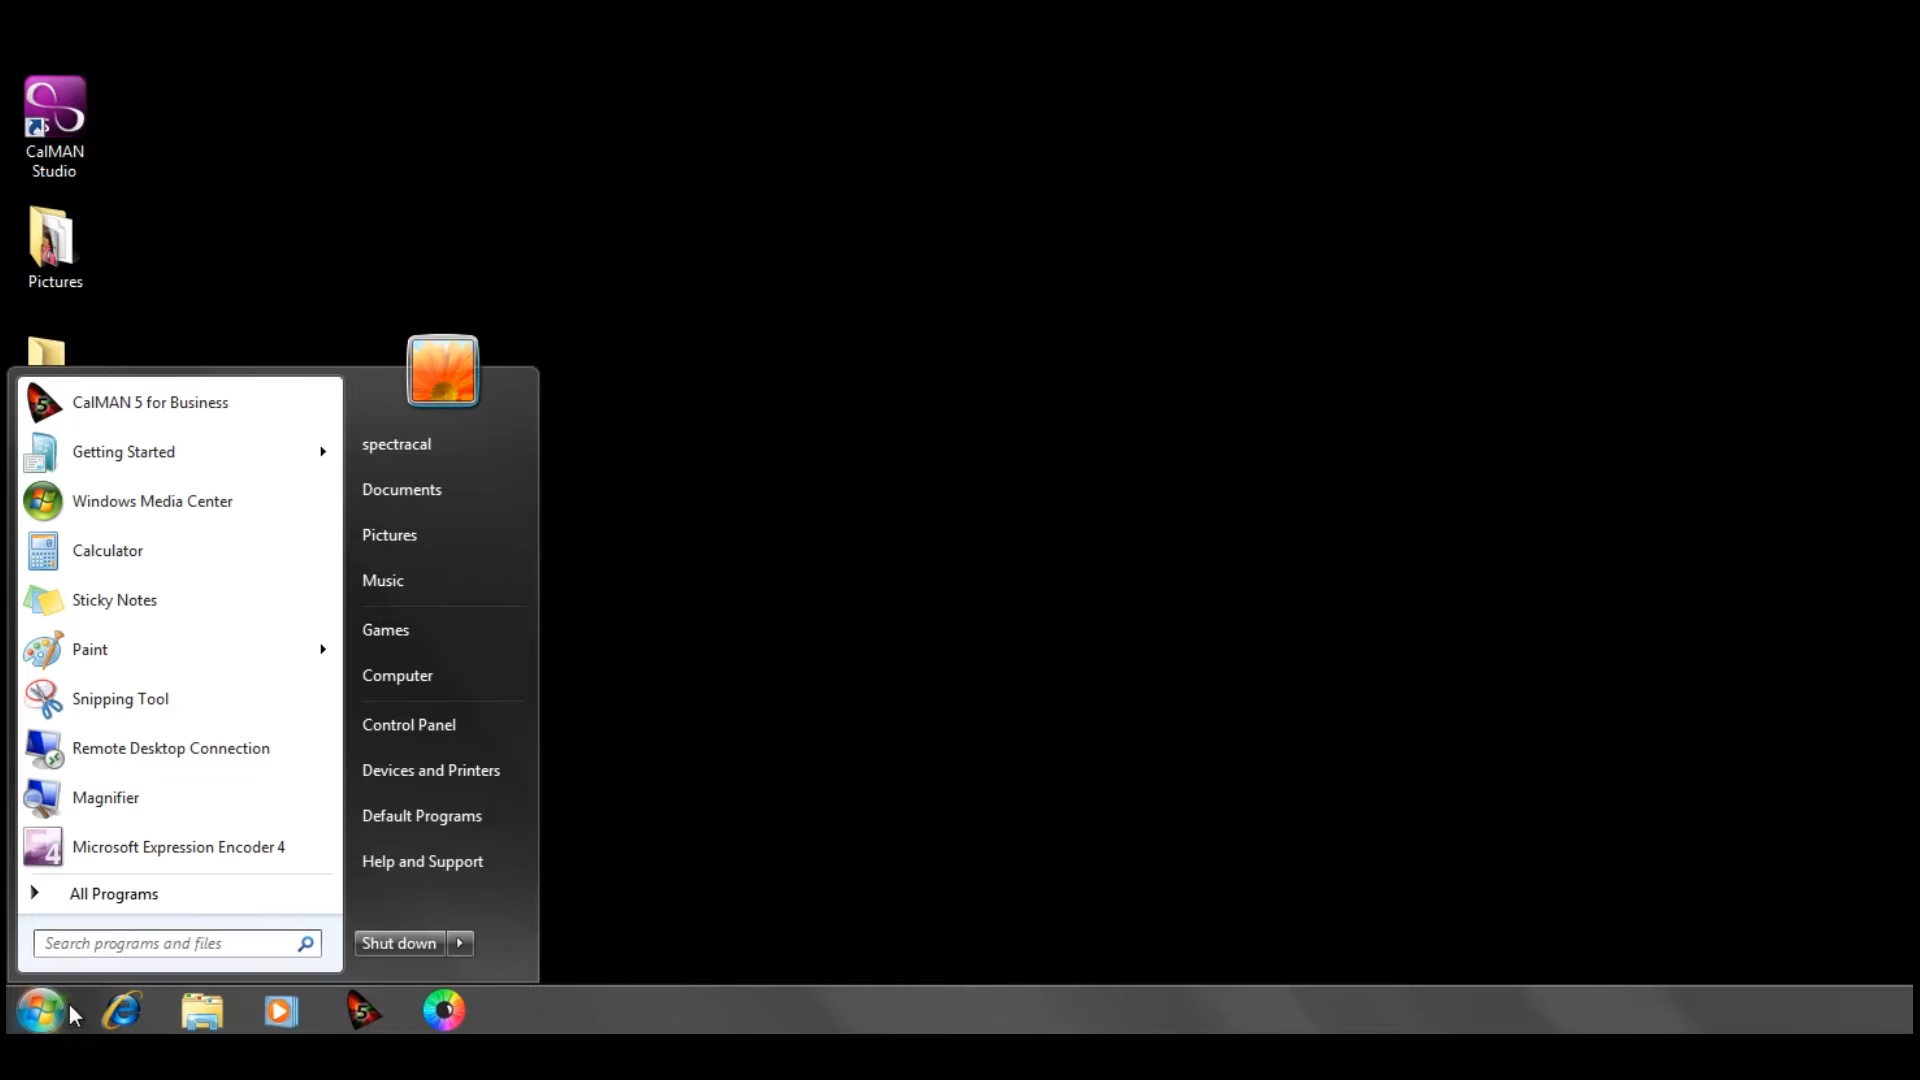 CalMAN
Studio
Pictures
CalMAN 5 for Business
Getting Started
Windows Media Center
Calculator
Sticky Notes
Paint
Snipping Tool
Remote Desktop Connection
Magnifier
Microsoft Expression Encoder 4
All Programs
Search programs and files
spectracal
Documents
Pictures
Music
Games
Computer
Control Panel
Devices and Printers
Default Programs
Help and Support
Shut down